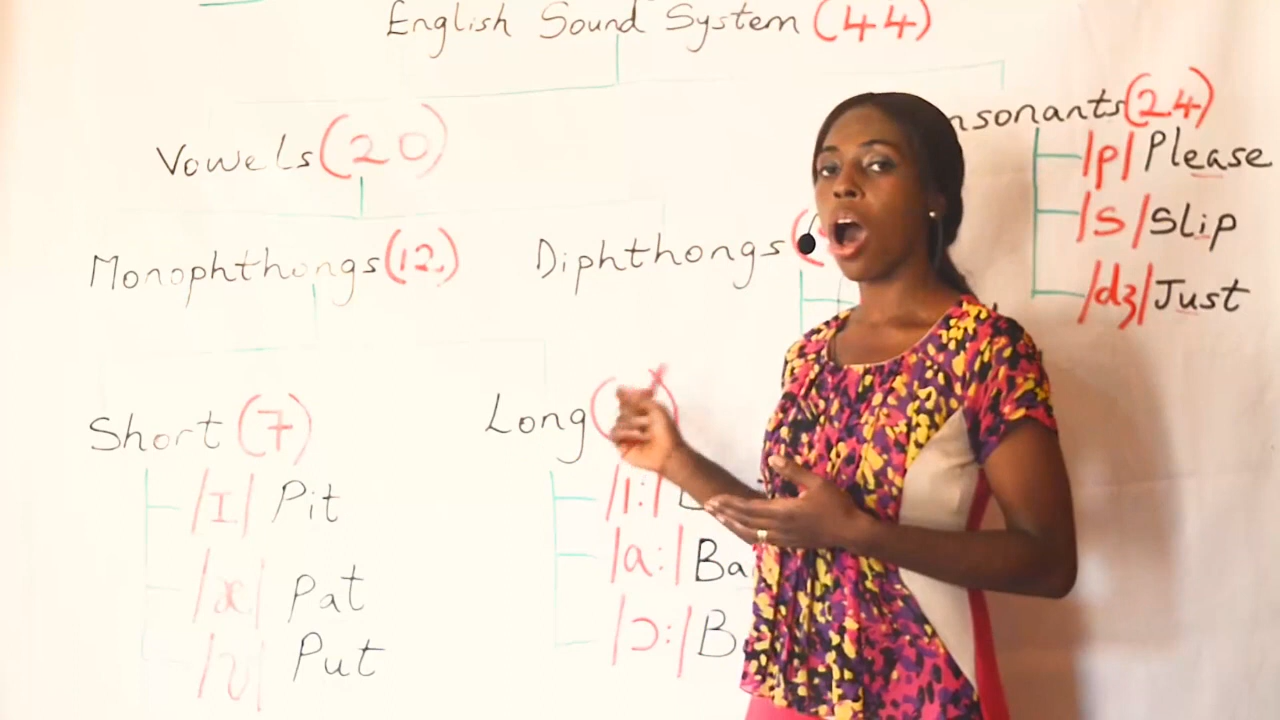 English Sound System (44)
Vowels (20)
nsonants (24)
/p/ Please
/s/ Slip
/dʒ/ Just
Monophthongs (12)
Diphthongs (
Short (7)
/ɪ/ Pit
/æ/ Pat
/ʊ/ Put
Long (
/ı:/
/a:/ Ba
/ɔ:/ B